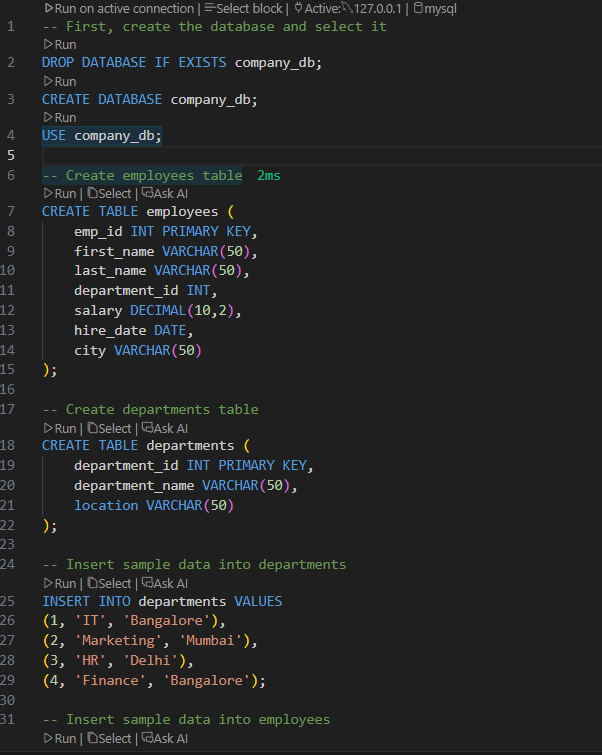 Run on active connection | Select block | Active: 127.0.0.1 | mysql
1 -- First, create the database and select it
Run
2 DROP DATABASE IF EXISTS company_db;
Run
3 CREATE DATABASE company_db;
Run
4 USE company_db;
5
6 -- Create employees table 2ms
Run | Select | Ask AI
7 CREATE TABLE employees (
8 emp_id INT PRIMARY KEY,
9 first_name VARCHAR(50),
10 last_name VARCHAR(50),
11 department_id INT,
12 salary DECIMAL(10,2),
13 hire_date DATE,
14 city VARCHAR(50)
15 );
16
17 -- Create departments table
Run | Select | Ask AI
18 CREATE TABLE departments (
19 department_id INT PRIMARY KEY,
20 department_name VARCHAR(50),
21 location VARCHAR(50)
22 );
23
24 -- Insert sample data into departments
Run | Select | Ask AI
25 INSERT INTO departments VALUES
26 (1, 'IT', 'Bangalore'),
27 (2, 'Marketing', 'Mumbai'),
28 (3, 'HR', 'Delhi'),
29 (4, 'Finance', 'Bangalore');
30
31 -- Insert sample data into employees
Run | Select | Ask AI